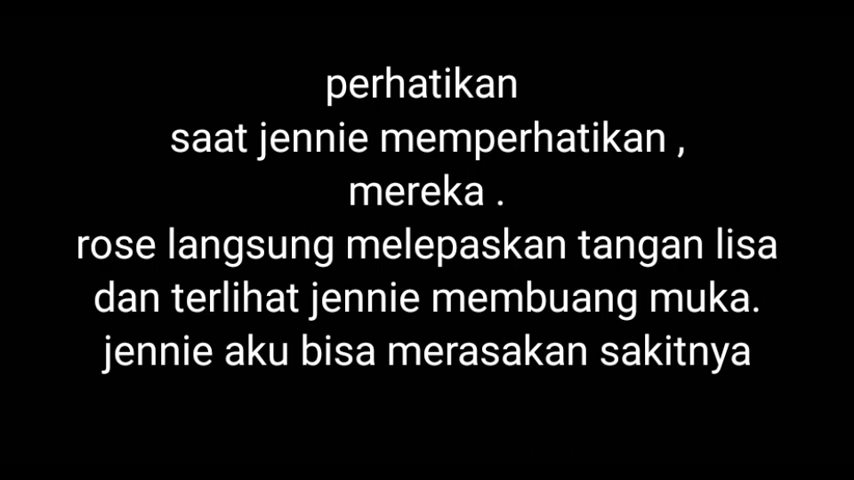 perhatikan
saat jennie memperhatikan ,
mereka .
rose langsung melepaskan tangan lisa
dan terlihat jennie membuang muka.
jennie aku bisa merasakan sakitnya